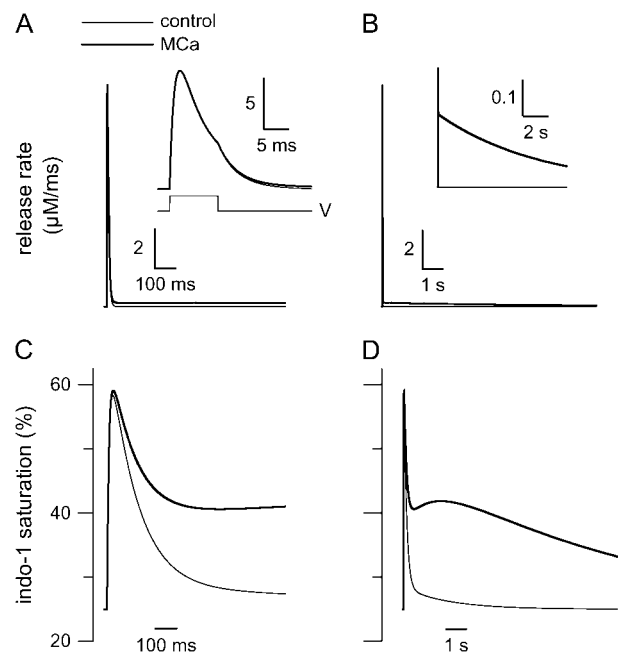 A
control
MCa
B
5
5 ms
0.1
2 s
V
release rate
(µM/ms)
2
100 ms
2
1 s
C
D
60
40
20
indo-1 saturation (%)
100 ms
1 s